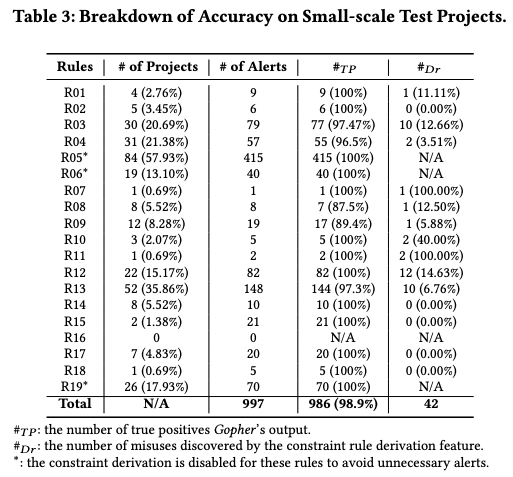 Table 3: Breakdown of Accuracy on Small-scale Test Projects.
Rules # of Projects # of Alerts #TP #Dr
R01 4 (2.76%) 9 9 (100%) 1 (11.11%)
R02 5 (3.45%) 6 6 (100%) 0 (0.00%)
R03 30 (20.69%) 79 77 (97.47%) 10 (12.66%)
R04 31 (21.38%) 57 55 (96.5%) 2 (3.51%)
R05* 84 (57.93%) 415 415 (100%) N/A
R06* 19 (13.10%) 40 40 (100%) N/A
R07 1 (0.69%) 1 1 (100%) 1 (100.00%)
R08 8 (5.52%) 8 7 (87.5%) 1 (12.50%)
R09 12 (8.28%) 19 17 (89.4%) 1 (5.88%)
R10 3 (2.07%) 5 5 (100%) 2 (40.00%)
R11 1 (0.69%) 2 2 (100%) 2 (100.00%)
R12 22 (15.17%) 82 82 (100%) 12 (14.63%)
R13 52 (35.86%) 148 144 (97.3%) 10 (6.76%)
R14 8 (5.52%) 10 10 (100%) 0 (0.00%)
R15 2 (1.38%) 21 21 (100%) 0 (0.00%)
R16 0 0 N/A N/A
R17 7 (4.83%) 20 20 (100%) 0 (0.00%)
R18 1 (0.69%) 5 5 (100%) 0 (0.00%)
R19* 26 (17.93%) 70 70 (100%) N/A
Total N/A 997 986 (98.9%) 42
#TP: the number of true positives Gopher's output.
#Dr: the number of misuses discovered by the constraint rule derivation feature.
*: the constraint derivation is disabled for these rules to avoid unnecessary alerts.